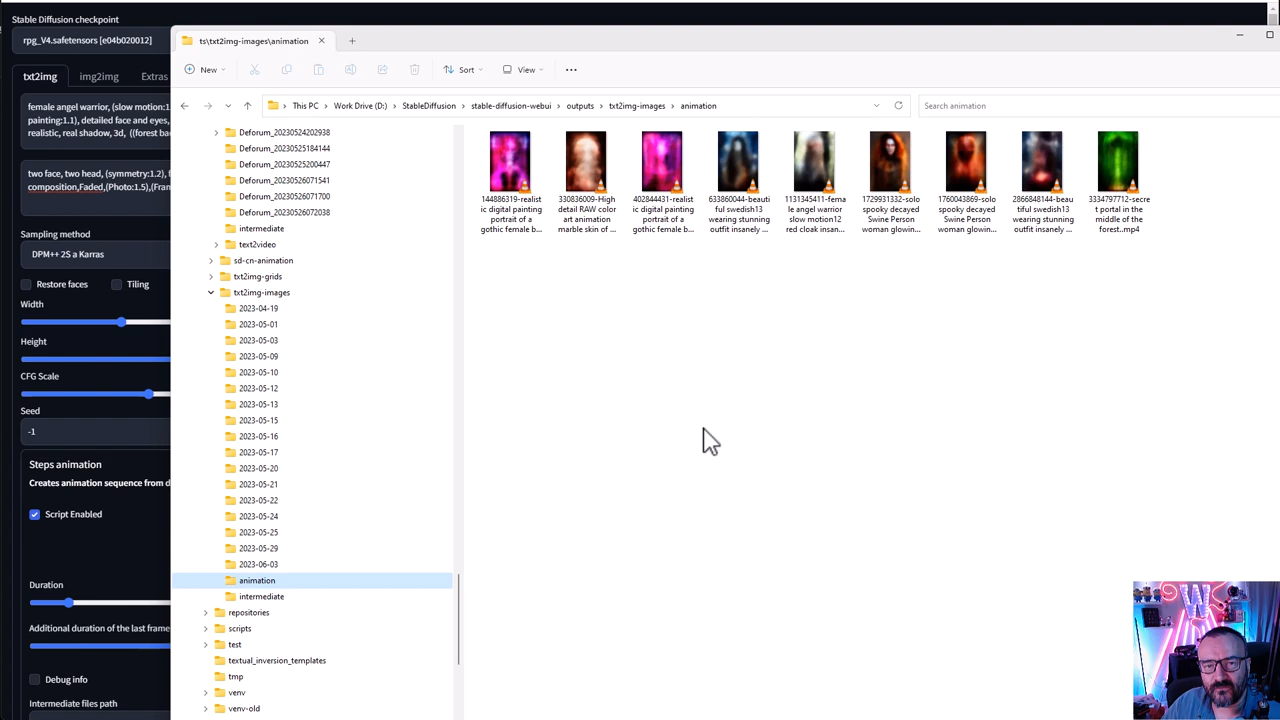 Stable Diffusion checkpoint
rpg_V4.safetensors [e04b020012]
txt2img
img2img
Extras
female angel warrior, (slow motion:1
painting:1.1), detailed face and eyes,
realistic, real shadow, 3d, ((forest ba
two face, two head, (symmetry:1.2), f
composition,Faded,(Photo:1.5),(Fran
Sampling method
DPM++ 2S a Karras
Restore faces
Tiling
Width
Height
CFG Scale
Seed
-1
Steps animation
Creates animation sequence from d
Script Enabled
Duration
Additional duration of the last frame
Debug info
Intermediate files path
ts\txt2img-images\animation
New
Sort
View
This PC
Work Drive (D:)
StableDiffusion
stable-diffusion-webui
outputs
txt2img-images
animation
Search animation
Deforum_20230524202938
Deforum_20230525184144
Deforum_20230525200447
Deforum_20230526071541
Deforum_20230526071700
Deforum_20230526072038
intermediate
text2video
sd-cn-animation
txt2img-grids
txt2img-images
2023-04-19
2023-05-01
2023-05-03
2023-05-09
2023-05-10
2023-05-12
2023-05-13
2023-05-15
2023-05-16
2023-05-17
2023-05-20
2023-05-21
2023-05-22
2023-05-24
2023-05-25
2023-05-29
2023-06-03
animation
intermediate
repositories
scripts
test
textual_inversion_templates
tmp
venv
venv-old
144886319-realist
ic digital painting
portrait of a
gothic female b...
330836009-High
detail RAW color
art animation
marble skin of ...
402844431-realist
ic digital painting
portrait of a
gothic female b...
633860044-beauti
ful swedish13
wearing stunning
outfit insanely ...
1131345411-fema
le angel warrior
slow motion12
red cloak insan...
1729931332-solo
spooky decayed
Swine Person
woman glowin...
1760043869-solo
spooky decayed
Swine Person
woman glowin...
2866848144-beau
tiful swedish13
wearing stunning
outfit insanely ...
3334797712-secret
portal in the
middle of the
forest..mp4
W